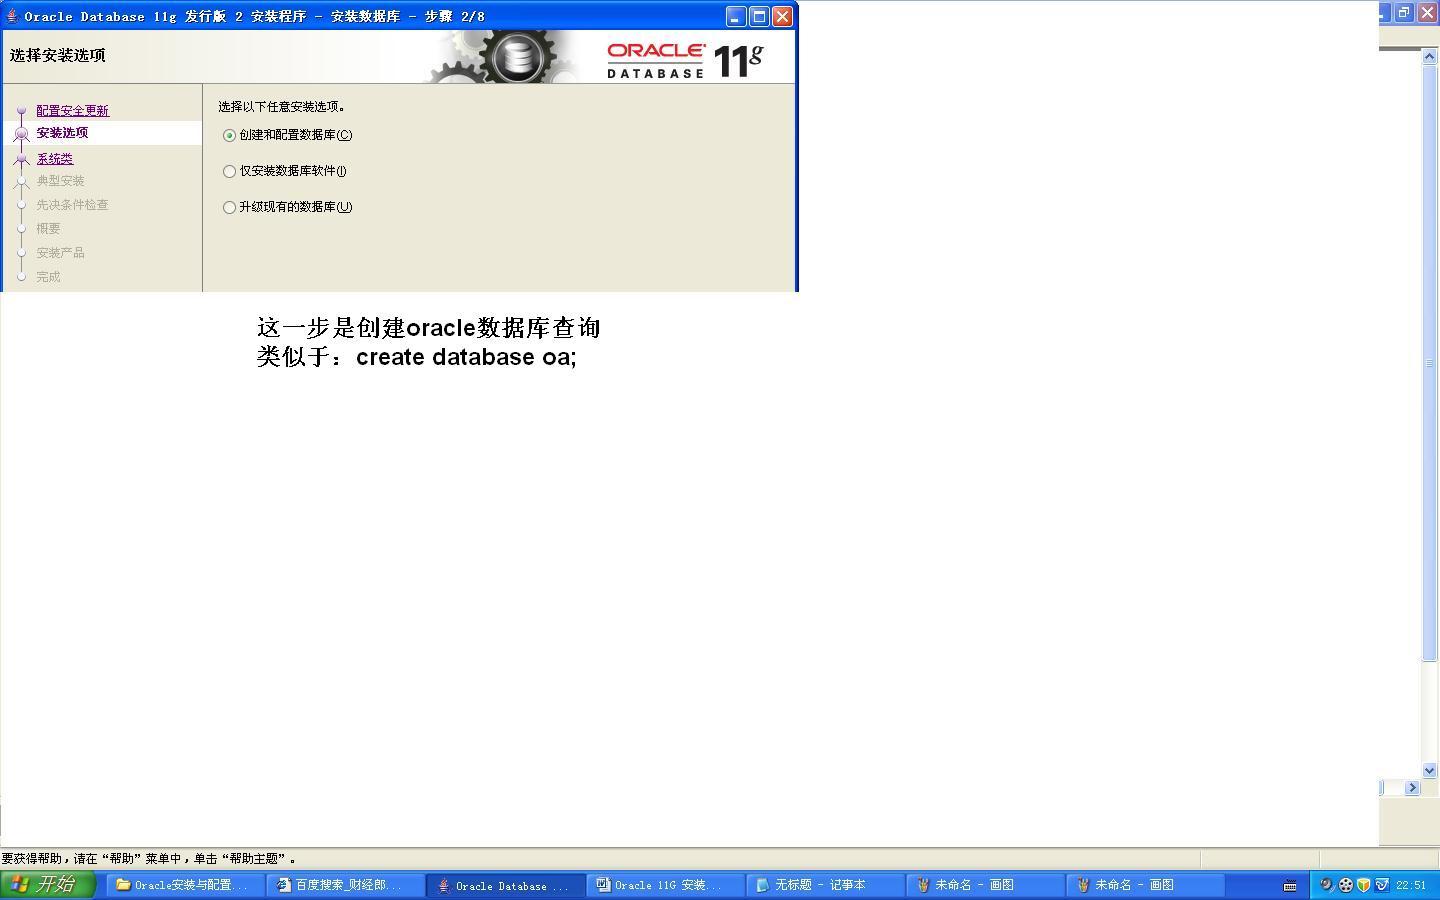 Oracle Database 11g 发行版 2 安装程序 - 安装数据库 - 步骤 2/8
选择安装选项
ORACLE
DATABASE 11g
配置安全更新
安装选项
系统类
典型安装
先决条件检查
概要
安装产品
完成
选择以下任意安装选项。
创建和配置数据库(C)
仅安装数据库软件(I)
升级现有的数据库(U)
这一步是创建oracle数据库查询
类似于：create database oa;
要获得帮助，请在“帮助”菜单中，单击“帮助主题”。
开始
Oracle安装与配置...
百度搜索_财经郎...
Oracle Database ...
Oracle 11G 安装...
无标题 - 记事本
未命名 - 画图
未命名 - 画图
22:51